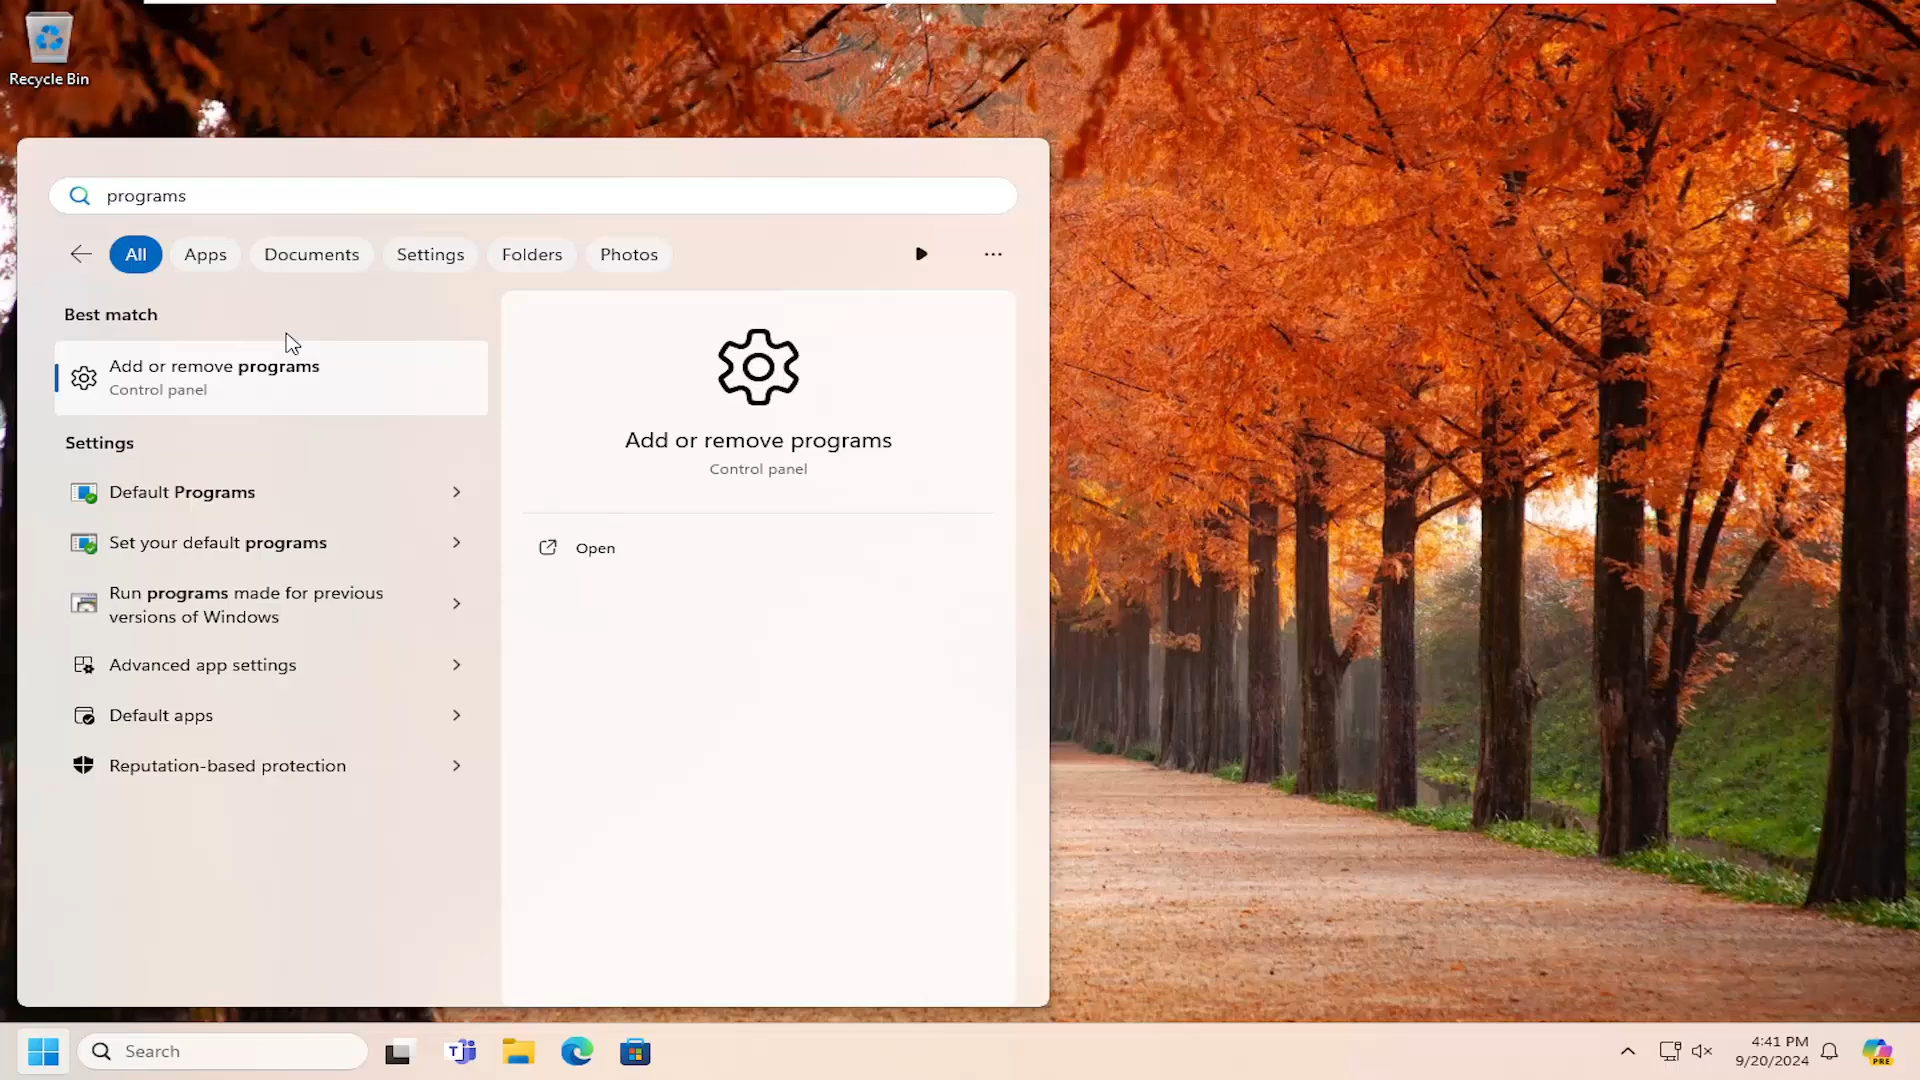 Recycle Bin
programs
All
Apps
Documents
Settings
Folders
Photos
Best match
Add or remove programs
Control panel
Settings
Default Programs
Set your default programs
Run programs made for previous
versions of Windows
Advanced app settings
Default apps
Reputation-based protection
Add or remove programs
Control panel
Open
Search
4:41 PM
9/20/2024
PRE